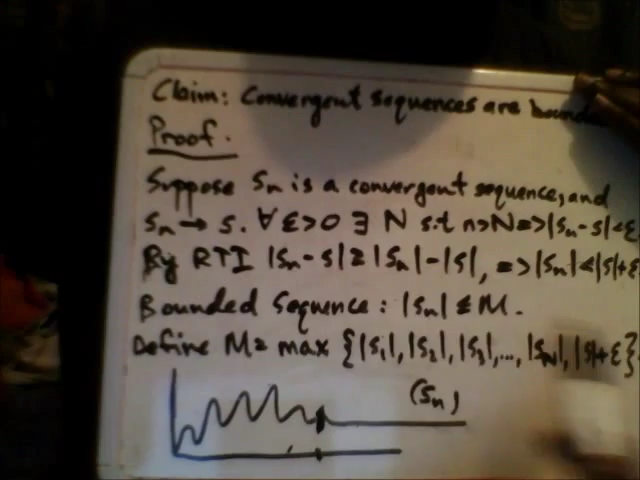 Claim: Convergent sequences are bounde
Proof.
Suppose Sn is a convergent sequence, and
Sn → S. ∀ ε>0 ∃ N s.t n>N=>|Sn-S|<ε
By RTI |Sn-S|≥|Sn|-|S|, =>|Sn|<|S|+ε
Bounded Sequence: |Sn| ≤ M.
Define M= max {|S1|, |S2|, |S3|,..., |SN|, |S|+ε}
(Sn)